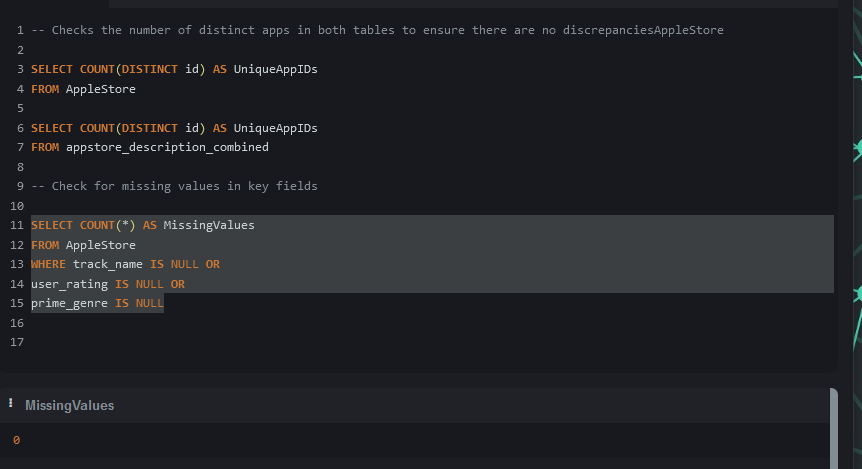 1 -- Checks the number of distinct apps in both tables to ensure there are no discrepanciesAppleStore
2
3 SELECT COUNT(DISTINCT id) AS UniqueAppIDs
4 FROM AppleStore
5
6 SELECT COUNT(DISTINCT id) AS UniqueAppIDs
7 FROM appstore_description_combined
8
9 -- Check for missing values in key fields
10
11 SELECT COUNT(*) AS MissingValues
12 FROM AppleStore
13 WHERE track_name IS NULL OR
14 user_rating IS NULL OR
15 prime_genre IS NULL
16
17
MissingValues
0